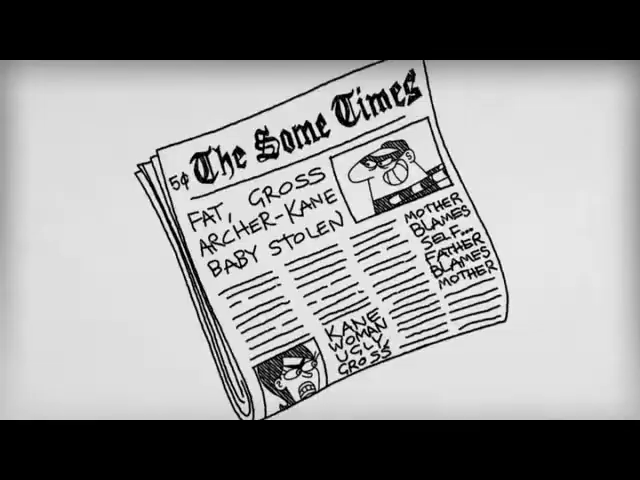 5¢ The Some Times
FAT, GROSS
ARCHER-KANE
BABY STOLEN
MOTHER
BLAMES
SELF...
FATHER
BLAMES
MOTHER
KANE
WOMAN
UGLY,
GROSS